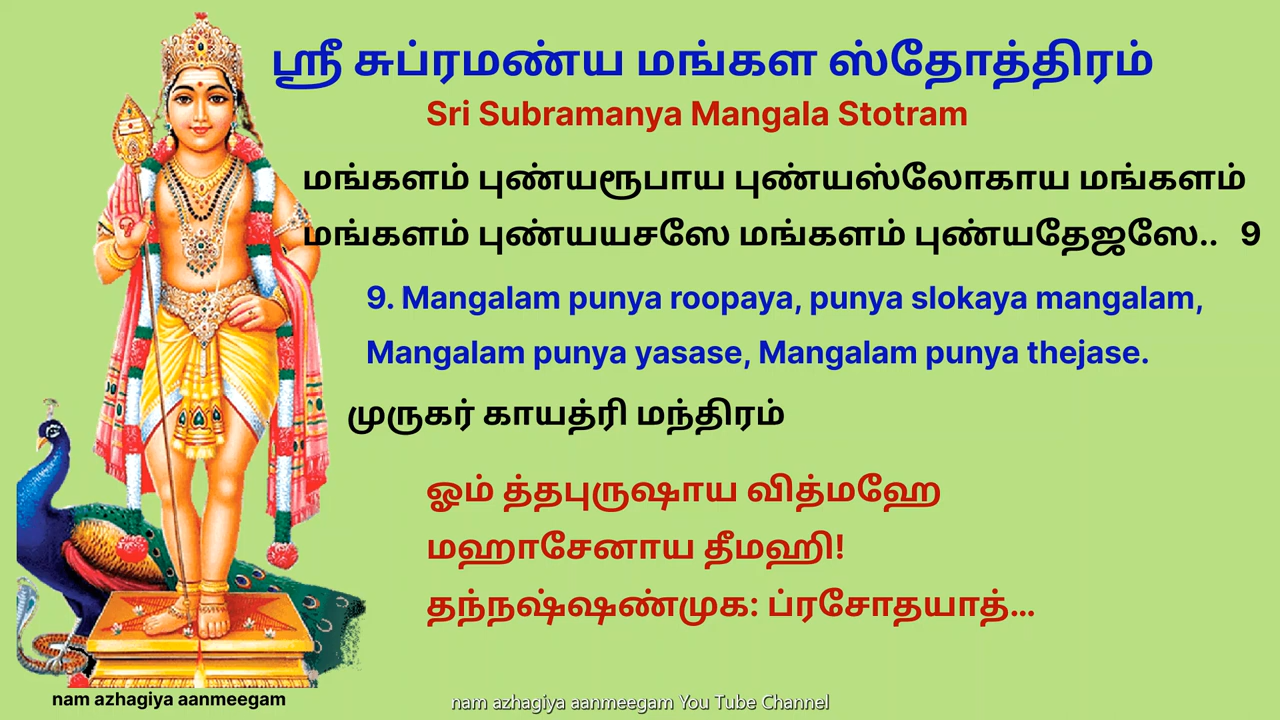 ஸ்ரீ சுப்ரமண்ய மங்கள ஸ்தோத்திரம்
Sri Subramanya Mangala Stotram
மங்களம் புண்யரூபாய புண்யஸ்லோகாய மங்களம்
மங்களம் புண்யயசஸே மங்களம் புண்யதேஜஸே.. 9
9. Mangalam punya roopaya, punya slokaya mangalam,
Mangalam punya yasase, Mangalam punya thejase.
முருகர் காயத்ரி மந்திரம்
ஓம் த்தபுருஷாய வித்மஹே
மஹாசேனாய தீமஹி!
தந்நஷ்ஷண்முக: ப்ரசோதயாத்...
nam azhagiya aanmeegam
nam azhagiya aanmeegam You Tube Channel